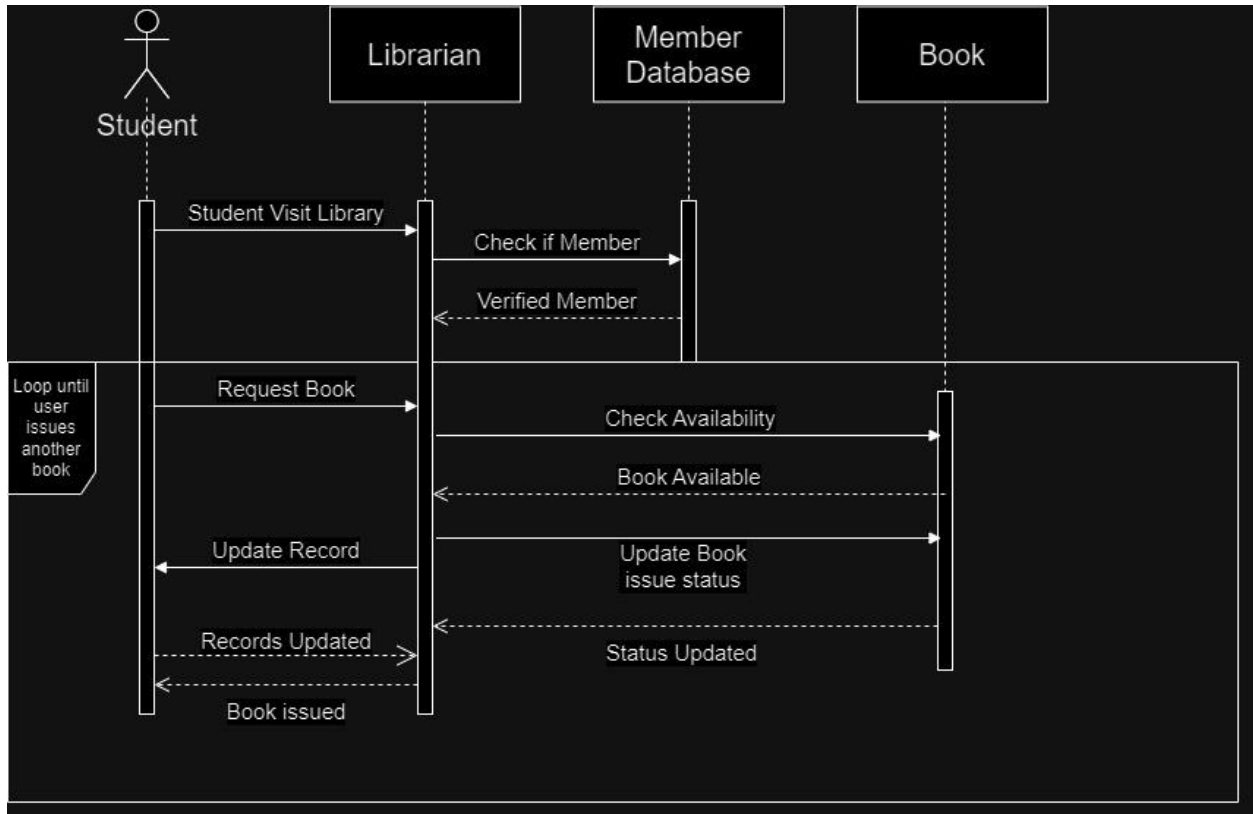 Librarian
Member
Database
Book
Student
Student Visit Library
Check if Member
Verified Member
Loop until
user
issues
another
book
Request Book
Check Availability
Book Available
Update Record
Update Book
issue status
Records Updated
Status Updated
Book issued